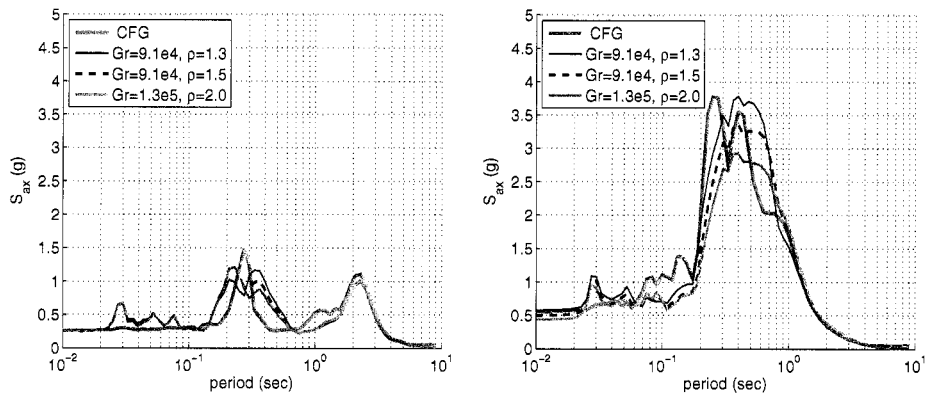 5
4.5
4
3.5
3
2.5
2
1.5
1
0.5
0
S_ax (g)
CFG
Gr=9.1e4, ρ=1.3
Gr=9.1e4, ρ=1.5
Gr=1.3e5, ρ=2.0
10^-2
10^-1
10^0
10^1
period (sec)
5
4.5
4
3.5
3
2.5
2
1.5
1
0.5
0
S_ax (g)
CFG
Gr=9.1e4, ρ=1.3
Gr=9.1e4, ρ=1.5
Gr=1.3e5, ρ=2.0
10^-2
10^-1
10^0
10^1
period (sec)